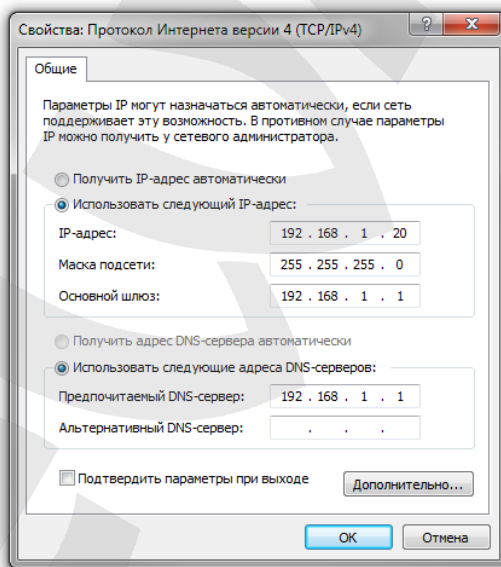 Свойства: Протокол Интернета версии 4 (TCP/IPv4)
Общие
Параметры IP могут назначаться автоматически, если сеть
поддерживает эту возможность. В противном случае параметры
IP можно получить у сетевого администратора.
Получить IP-адрес автоматически
Использовать следующий IP-адрес:
IP-адрес: 192 . 168 . 1 . 20
Маска подсети: 255 . 255 . 255 . 0
Основной шлюз: 192 . 168 . 1 . 1
Получить адрес DNS-сервера автоматически
Использовать следующие адреса DNS-серверов:
Предпочитаемый DNS-сервер: 192 . 168 . 1 . 1
Альтернативный DNS-сервер: . . .
Подтвердить параметры при выходе
Дополнительно...
OK Отмена